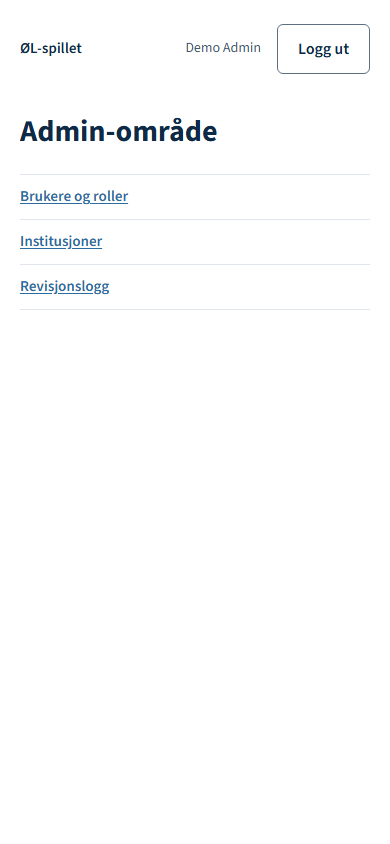 ØL-spillet
Demo Admin
Logg ut
Admin-område
Brukere og roller
Institusjoner
Revisjonslogg